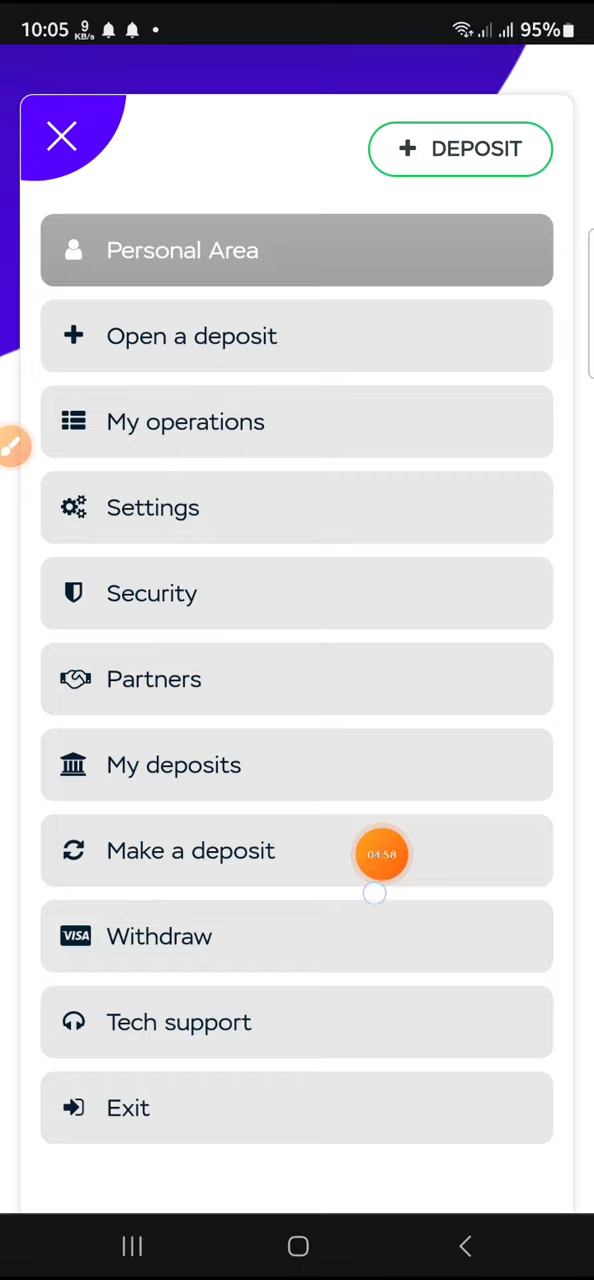 10:05 9 KB/s 95%
DEPOSIT
Personal Area
Open a deposit
My operations
Settings
Security
Partners
My deposits
Make a deposit
04:58
VISA Withdraw
Tech support
Exit